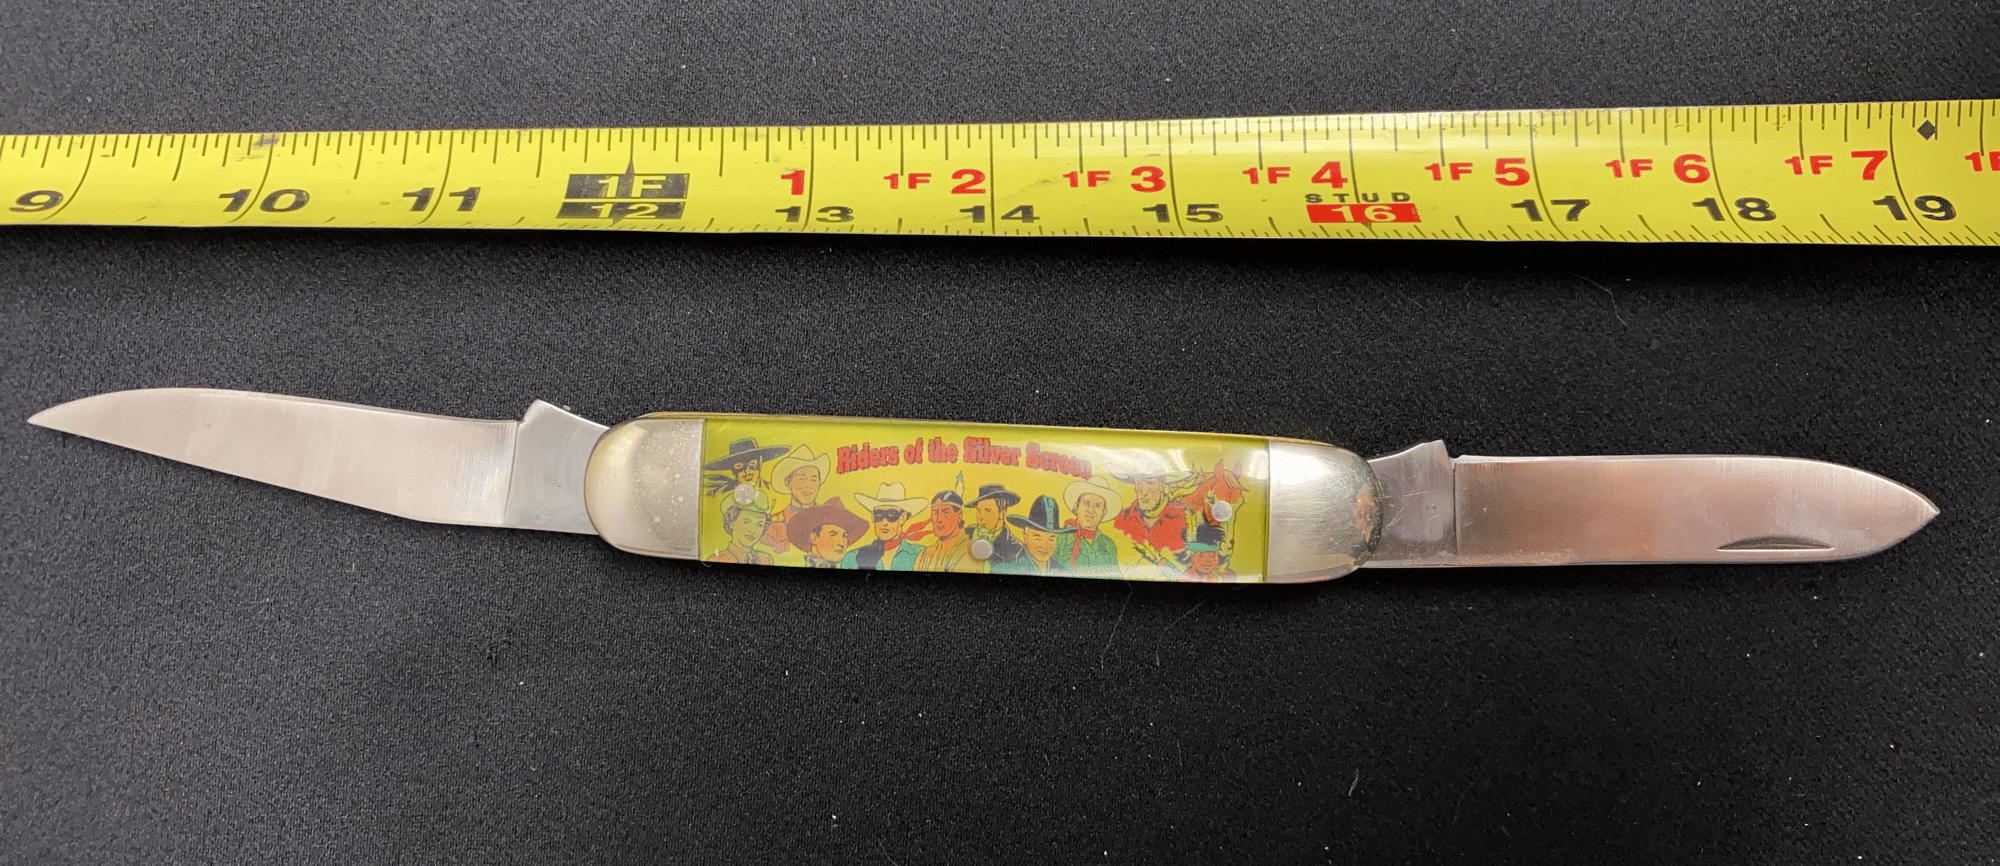 1F 1 1F 2 1F 3 1F 4 1F 5 1F 6 1F 7
STUD
9 10 11 12 13 14 15 16 17 18 19
Riders of the Silver Screen